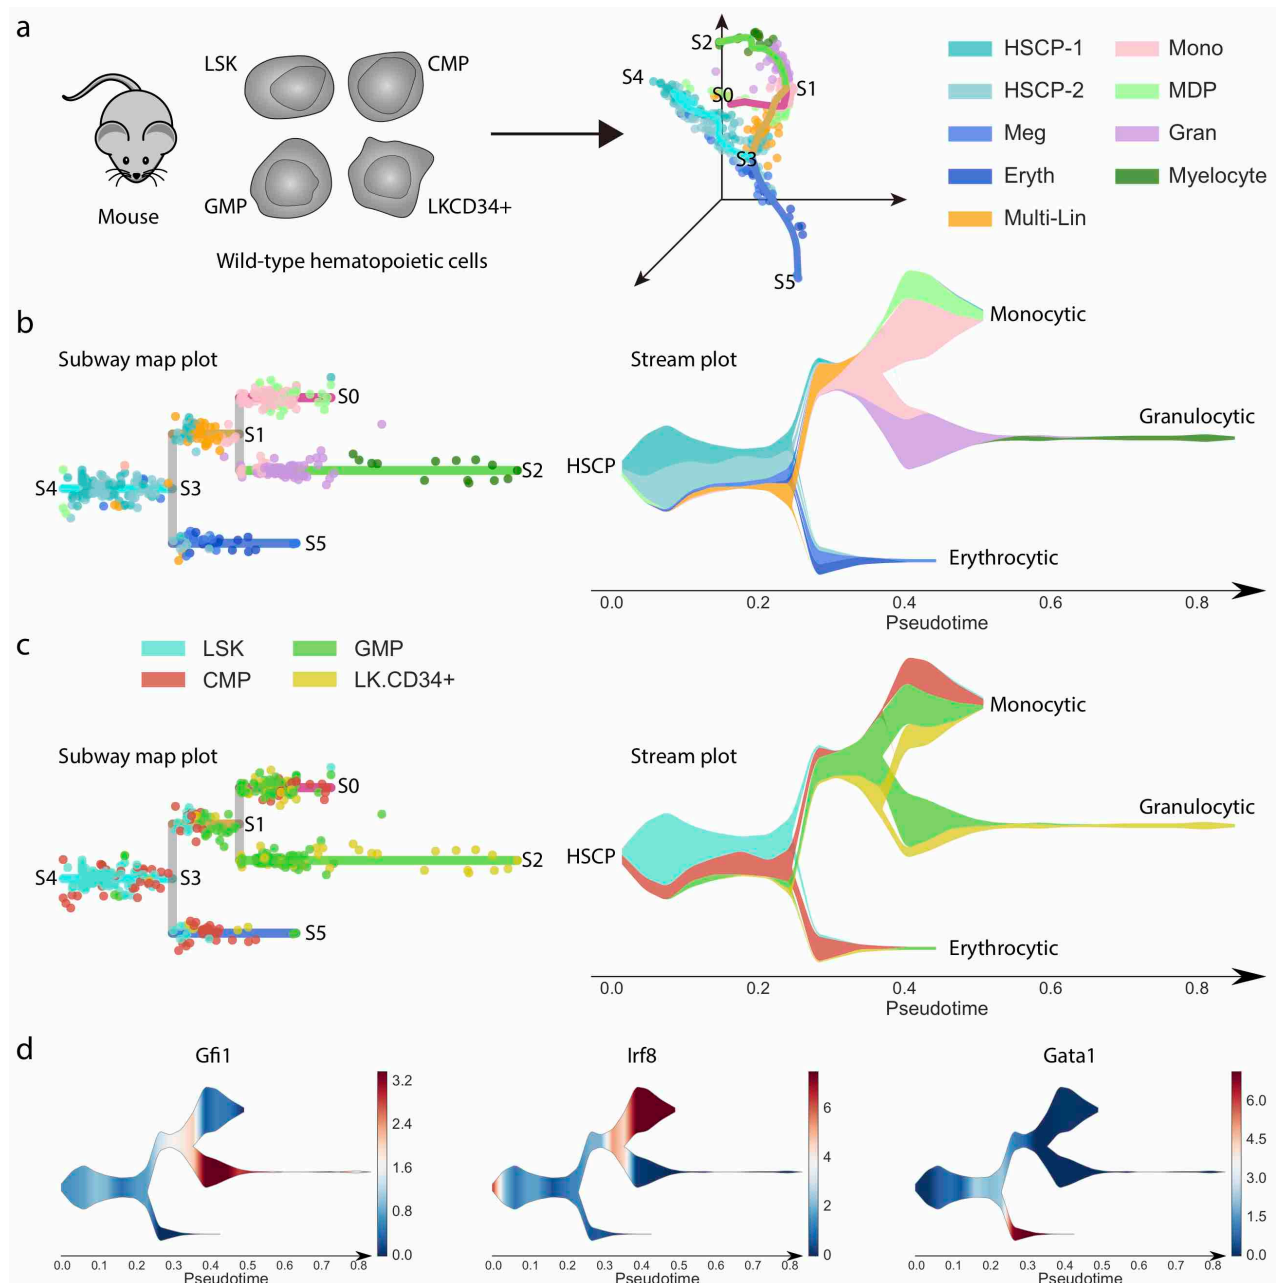 a
LSK
CMP
GMP
LKCD34+
Mouse
Wild-type hematopoietic cells
S2
S4
S0
S1
S3
S5
HSCP-1
HSCP-2
Meg
Eryth
Multi-Lin
Mono
MDP
Gran
Myelocyte
b
Subway map plot
S0
S1
S4
S3
S2
S5
Stream plot
Monocytic
Granulocytic
HSCP
Erythrocytic
0.0 0.2 0.4 0.6 0.8
Pseudotime
c
LSK
GMP
CMP
LK.CD34+
Subway map plot
S0
S1
S4
S3
S2
S5
Stream plot
Monocytic
Granulocytic
HSCP
Erythrocytic
0.0 0.2 0.4 0.6 0.8
Pseudotime
d
Gfi1
3.2
2.4
1.6
0.8
0.0
0.0 0.1 0.2 0.3 0.4 0.5 0.6 0.7 0.8
Pseudotime
Irf8
6
4
2
0
0.0 0.1 0.2 0.3 0.4 0.5 0.6 0.7 0.8
Pseudotime
Gata1
6.0
4.5
3.0
1.5
0.0
0.0 0.1 0.2 0.3 0.4 0.5 0.6 0.7 0.8
Pseudotime